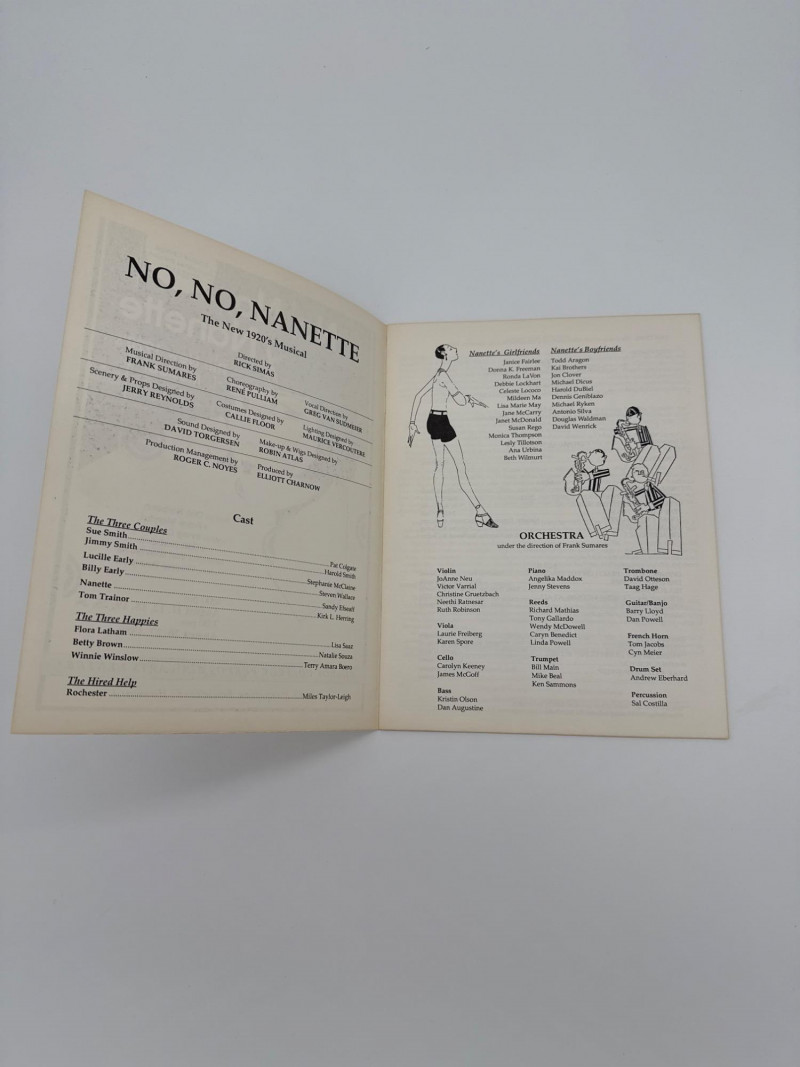 NO, NO, NANETTE
The New 1920's Musical
Directed by
RICK SIMAS
Musical Direction by
FRANK SUMARES
Choreography by
RENÉ PULLIAM
Vocal Direction by
GREG VAN SUDMEIER
Scenery & Props Designed by
JERRY REYNOLDS
Costumes Designed by
CALLIE FLOOR
Lighting Designed by
MAURICE VERCOUTERE
Sound Designed by
DAVID TORGERSEN
Make-up & Wigs Designed by
ROBIN ATLAS
Production Management by
ROGER C. NOYES
Produced by
ELLIOTT CHARNOW
Cast
The Three Couples
Sue Smith Pat Colgate
Jimmy Smith Harold Smith
Lucille Early Stephanie McClaine
Billy Early Steven Wallace
Nanette Sandy
Tom Trainor Kirk L. Herring
The Three Happies
Flora Latham Lisa Saaz
Betty Brown Natalie Souza
Winnie Winslow Terry Amara Boero
The Hired Help
Rochester Miles Taylor-Leigh
Nanette's Girlfriends
Janice Fairlee
Donna K. Freeman
Ronda LaVon
Debbie Lockhart
Celeste Lococo
Mildeen Ma
Lisa Marie May
Jane McCarry
Janet McDonald
Susan Rego
Monica Thompson
Lesly Tilletson
Ana Urbina
Beth Wilmurt
Nanette's Boyfriends
Todd Aragon
Kai Brothers
Jon Clover
Michael Dicus
Harold DuBiel
Dennis Geniblazo
Michael Ryken
Antonio Silva
Douglas Waldman
David Wenrick
ORCHESTRA
under the direction of Frank Sumares
Violin
JoAnne Neu
Victor Varrial
Christine Gruetzbach
Neethi Ratnesar
Ruth Robinson
Viola
Laurie Freiberg
Karen Spore
Cello
Carolyn Keeney
James McGoff
Bass
Kristin Olson
Dan Augustine
Piano
Angelika Maddox
Jenny Stevens
Reeds
Richard Mathias
Tony Gallardo
Wendy McDowell
Caryn Benedict
Linda Powell
Trumpet
Bill Main
Mike Beal
Ken Sammons
Trombone
David Otteson
Taag Hage
Guitar/Banjo
Barry Lloyd
Dan Powell
French Horn
Tom Jacobs
Cyn Meier
Drum Set
Andrew Eberhard
Percussion
Sal Costilla